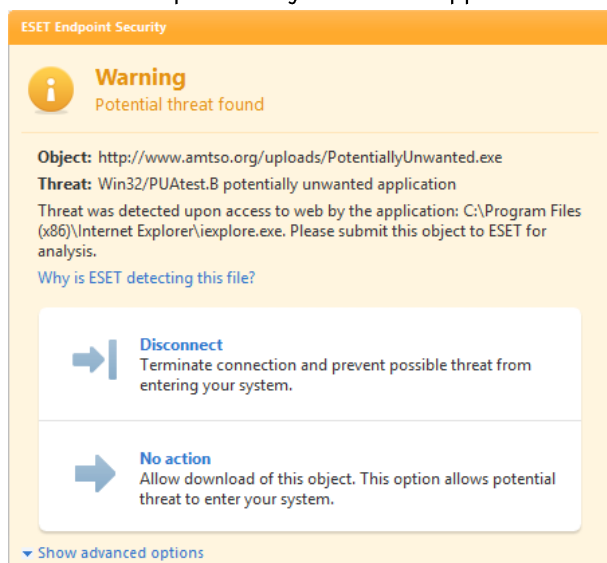 ESET Endpoint Security
Warning
Potential threat found
Object: http://www.amtso.org/uploads/PotentiallyUnwanted.exe
Threat: Win32/PUAtest.B potentially unwanted application
Threat was detected upon access to web by the application: C:\Program Files
(x86)\Internet Explorer\iexplore.exe. Please submit this object to ESET for
analysis.
Why is ESET detecting this file?
Disconnect
Terminate connection and prevent possible threat from
entering your system.
No action
Allow download of this object. This option allows potential
threat to enter your system.
Show advanced options